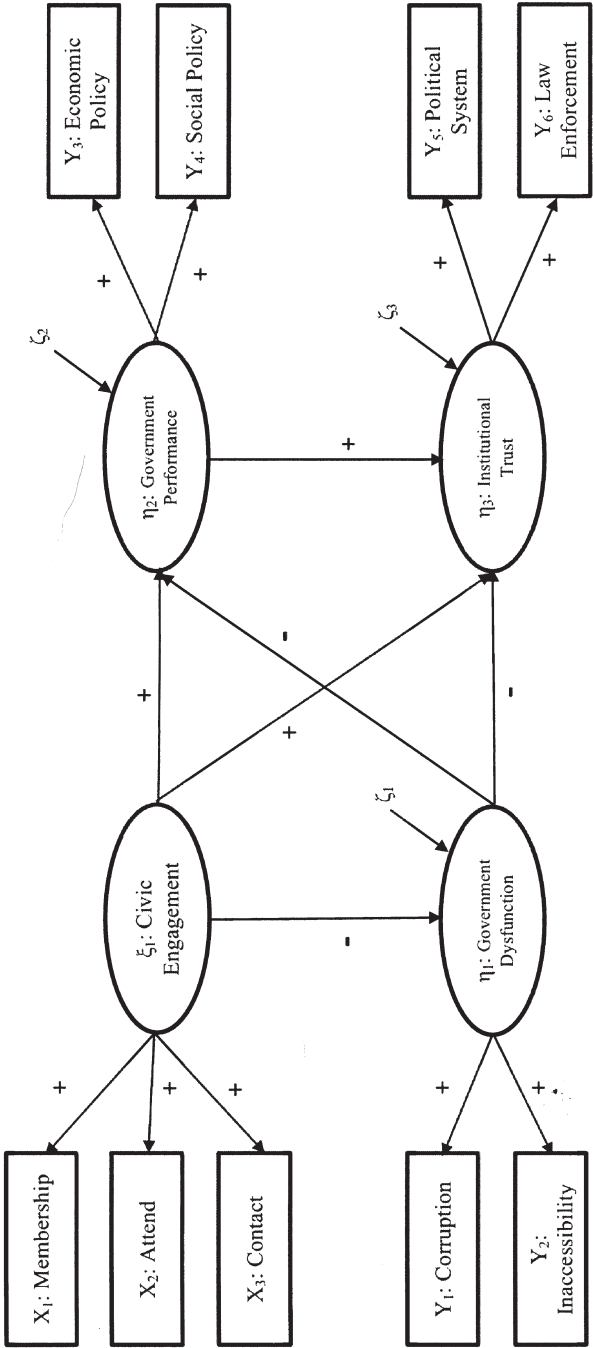 X₁: Membership
X₂: Attend
X₃: Contact
+
+
+
ξ₁: Civic
Engagement
+
+
-
-
ζ₂
η₂: Government
Performance
+
+
Y₃: Economic
Policy
Y₄: Social Policy
+
Y₁: Corruption
Y₂:
Inaccessibility
+
+
η₁: Government
Dysfunction
ζ₁
-
ζ₃
η₃: Institutional
Trust
+
+
Y₅: Political
System
Y₆: Law
Enforcement